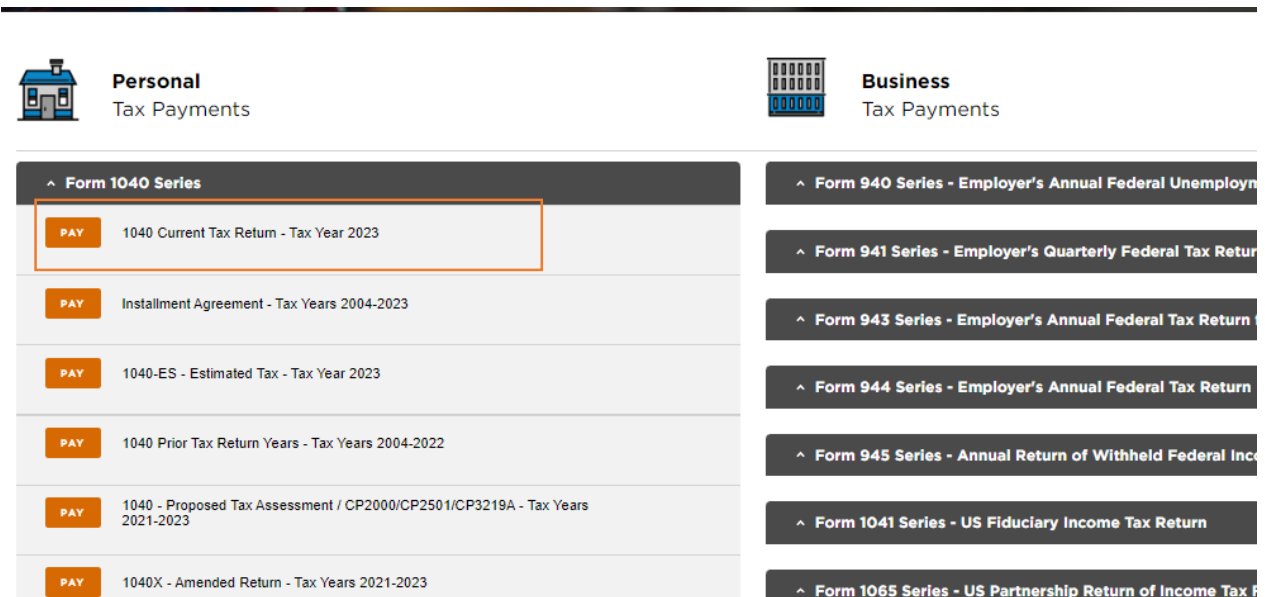 Personal
Tax Payments
Form 1040 Series
PAY 1040 Current Tax Return - Tax Year 2023
PAY Installment Agreement - Tax Years 2004-2023
PAY 1040-ES - Estimated Tax - Tax Year 2023
PAY 1040 Prior Tax Return Years - Tax Years 2004-2022
PAY 1040 - Proposed Tax Assessment / CP2000/CP2501/CP3219A - Tax Years
2021-2023
PAY 1040X - Amended Return - Tax Years 2021-2023
Business
Tax Payments
Form 940 Series - Employer's Annual Federal
Form 941 Series - Employer's Quarterly Federal Tax
Form 943 Series - Employer's Annual Federal Tax Return
Form 944 Series - Employer's Annual Federal Tax Return
Form 945 Series - Annual Return of Withheld Federal
Form 1041 Series - US Fiduciary Income Tax Return
Form 1065 Series - US Partnership Return of Income Tax